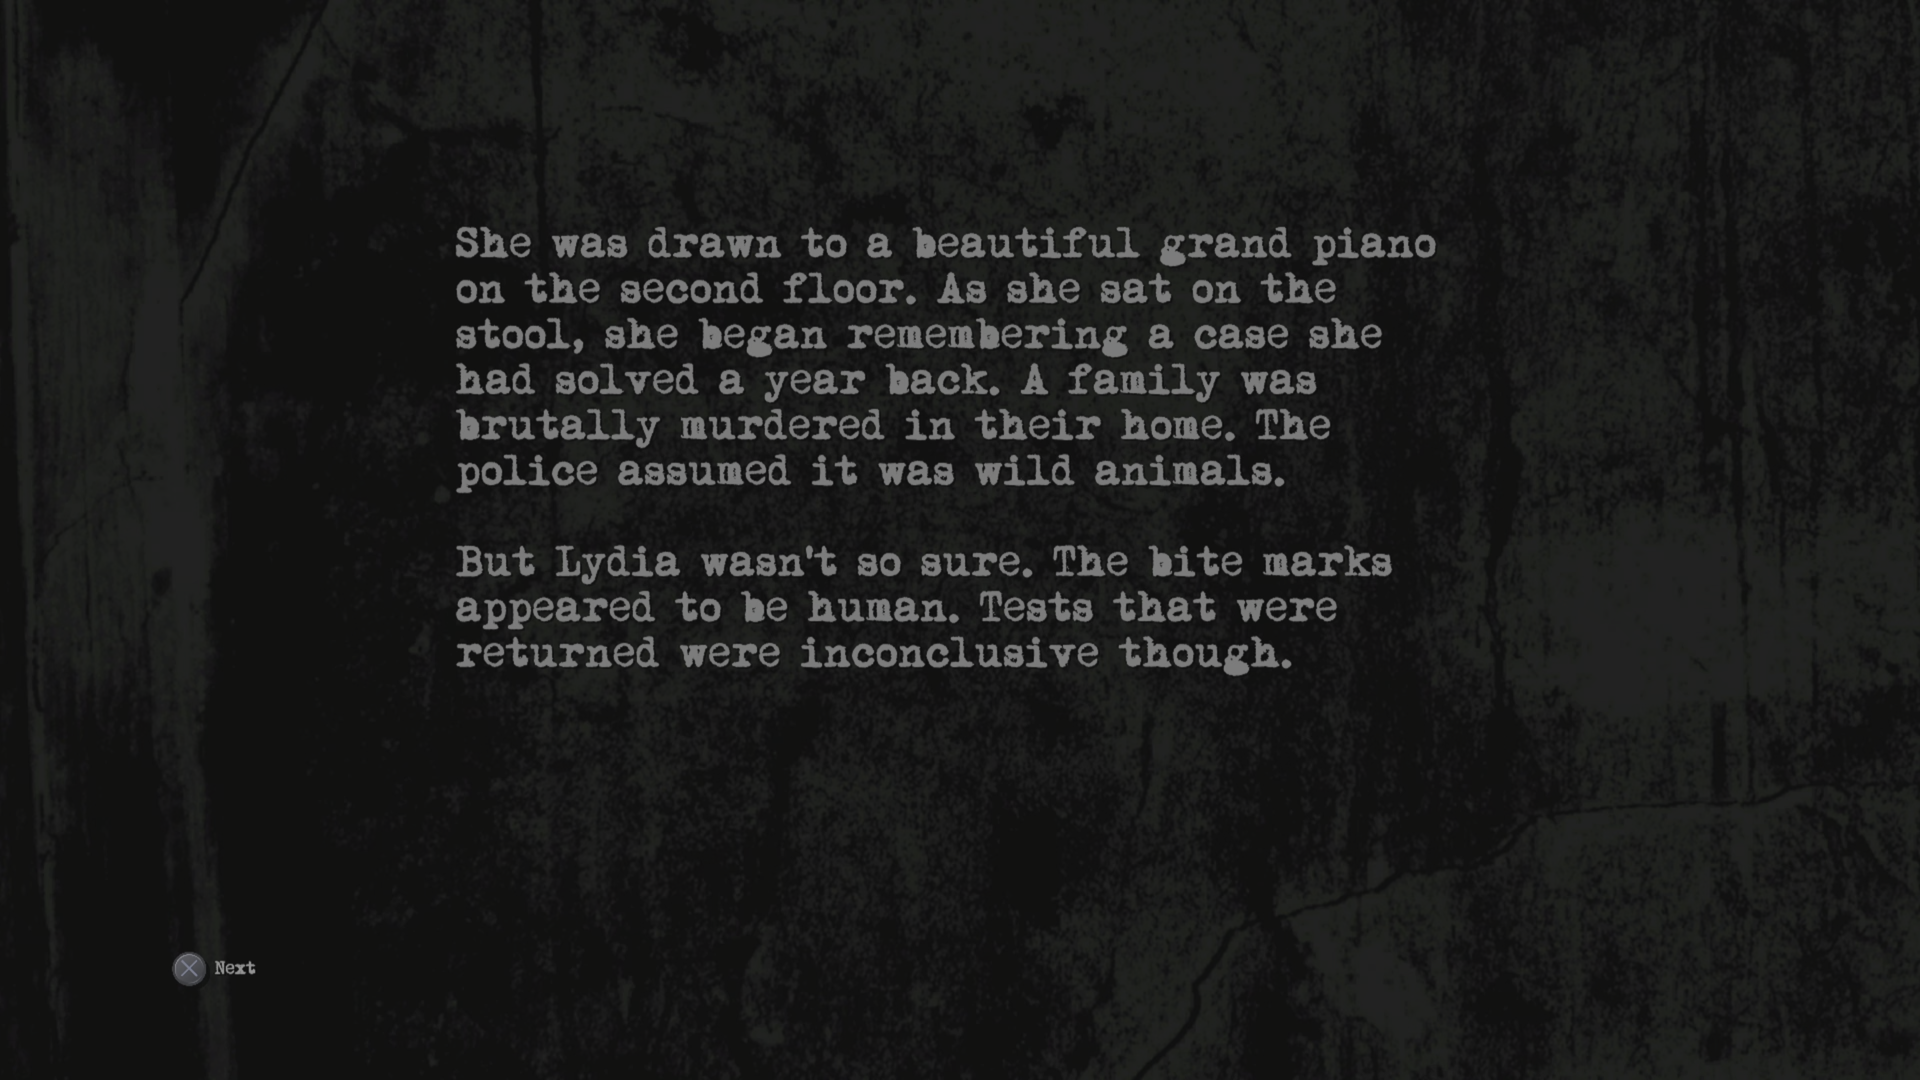 She was drawn to a beautiful grand piano
on the second floor. As she sat on the
stool, she began remembering a case she
had solved a year back. A family was
brutally murdered in their home. The
police assumed it was wild animals.
But Lydia wasn't so sure. The bite marks
appeared to be human. Tests that were
returned were inconclusive though.
Next